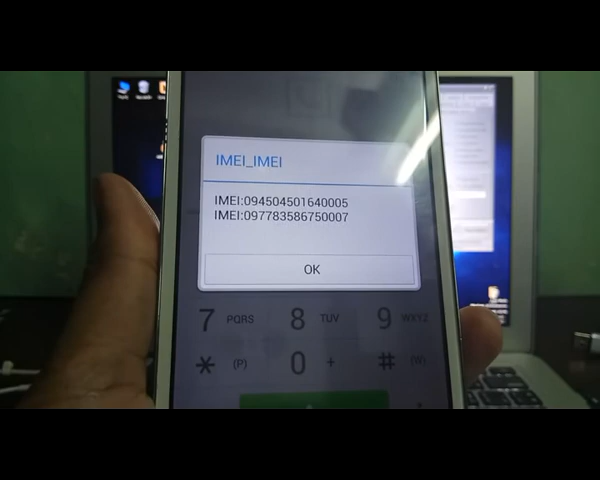 IMEI_IMEI
IMEI:094504501640005
IMEI:097783586750007
OK
7 PQRS 8 TUV 9 WXYZ
* (P) 0 + # (W)